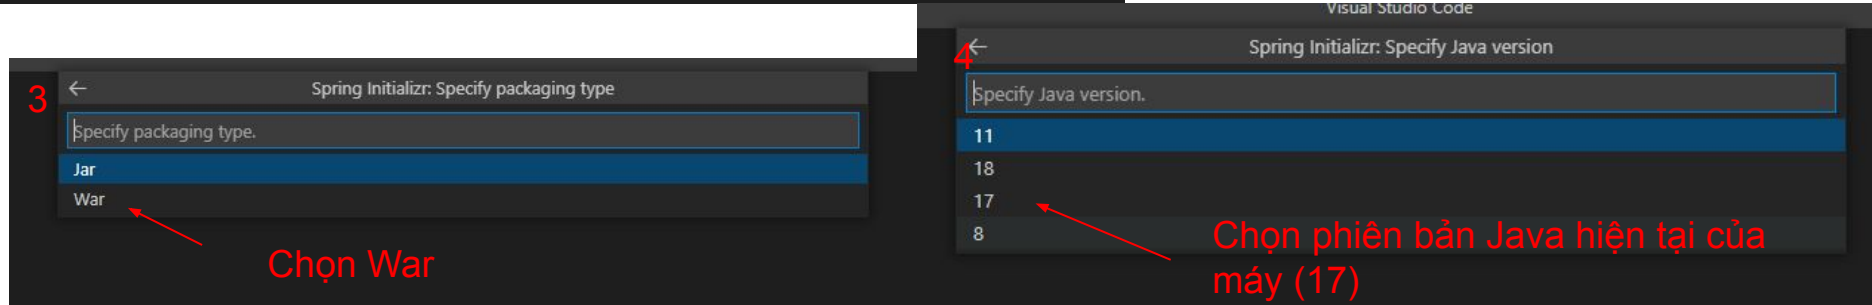 3
Spring Initializr: Specify packaging type
Specify packaging type.
Jar
War
Chọn War
Visual Studio Code
4
Spring Initializr: Specify Java version
Specify Java version.
11
18
17
8
Chọn phiên bản Java hiện tại của
máy (17)